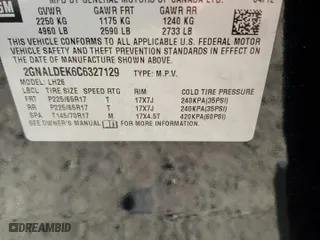 MFD BY GENERAL MOTORS OF CANADA LTD. 04/12
GVWR GAWR FRT GAWR RR
2250 KG 1175 KG 1240 KG
4960 LB 2590 LB 2733 LB
THIS VEHICLE CONFORMS TO ALL APPLICABLE U.S. FEDERAL MOTOR
VEHICLE SAFETY AND THEFT PREVENTION STANDARDS IN EFFECT ON
THE DATE OF MANUFACTURE SHOWN ABOVE.
2GNALDEK6C6327129 TYPE: M.P.V.
MODEL: LH26
LBCL TIRE SIZE SPEED RTG RIM COLD TIRE PRESSURE
FRT P225/65R17 T 17X7J 240KPA(35PSI)
RR P225/65R17 T 17X7J 240KPA(35PSI)
SPA T145/70R17 M 17X4.5T 420KPA(60PSI)
SEE OWNER'S MANUAL FOR MORE INFORMATION.